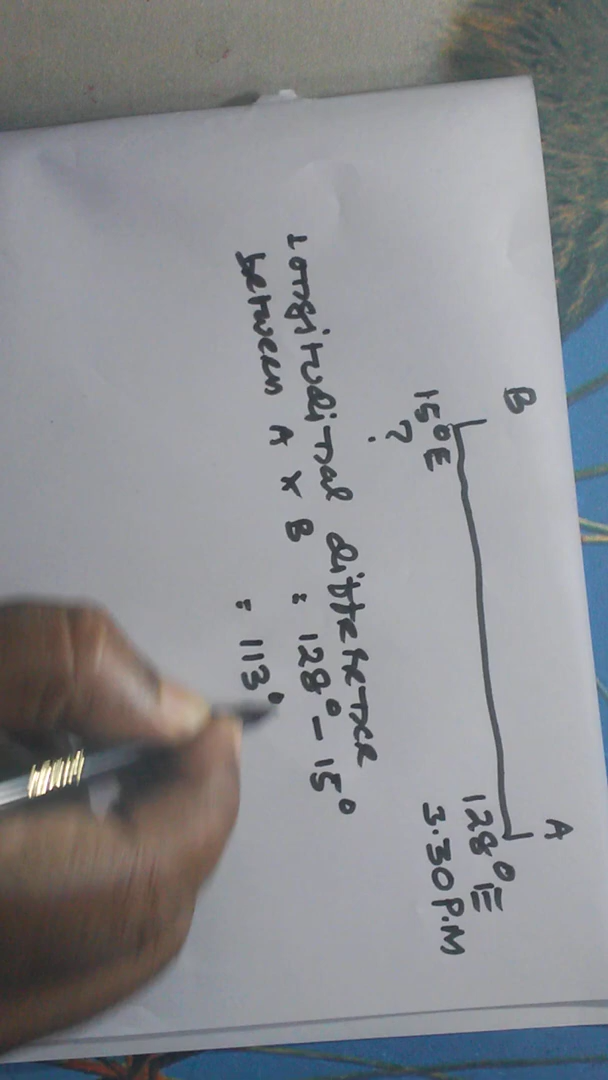 B A
15°E 128°E
? 3.30 P.M
Longitudinal difference
between A & B = 128° - 15°
= 113°